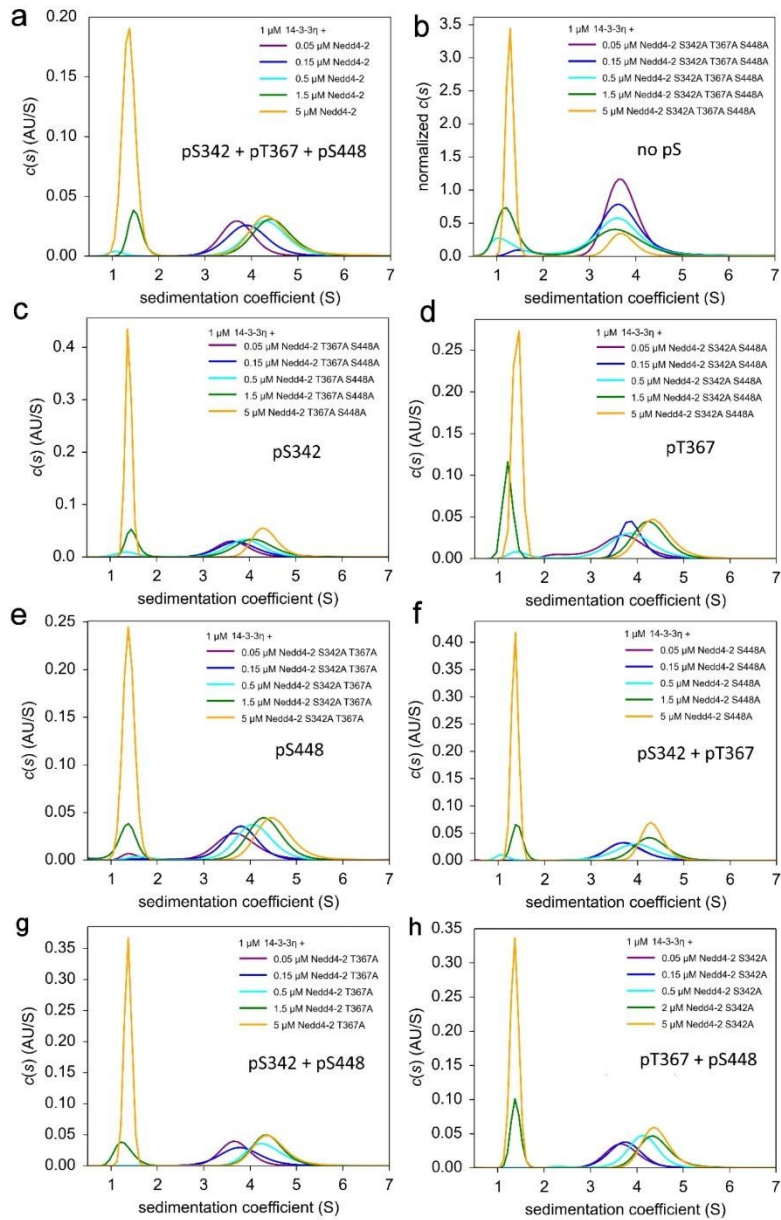 a
1 µM 14-3-3η +
0.05 µM Nedd4-2
0.15 µM Nedd4-2
0.5 µM Nedd4-2
1.5 µM Nedd4-2
5 µM Nedd4-2
pS342 + pT367 + pS448
c(s) (AU/S)
0.20
0.15
0.10
0.05
0.00
1 2 3 4 5 6 7
sedimentation coefficient (S)
b
1 µM 14-3-3η +
0.05 µM Nedd4-2 S342A T367A S448A
0.15 µM Nedd4-2 S342A T367A S448A
0.5 µM Nedd4-2 S342A T367A S448A
1.5 µM Nedd4-2 S342A T367A S448A
5 µM Nedd4-2 S342A T367A S448A
no pS
normalized c(s)
3.5
3.0
2.5
2.0
1.5
1.0
0.5
0.0
1 2 3 4 5 6 7
sedimentation coefficient (S)
c
1 µM 14-3-3η +
0.05 µM Nedd4-2 T367A S448A
0.15 µM Nedd4-2 T367A S448A
0.5 µM Nedd4-2 T367A S448A
1.5 µM Nedd4-2 T367A S448A
5 µM Nedd4-2 T367A S448A
pS342
c(s) (AU/S)
0.4
0.3
0.2
0.1
0.0
1 2 3 4 5 6 7
sedimentation coefficient (S)
d
1 µM 14-3-3η +
0.05 µM Nedd4-2 S342A S448A
0.15 µM Nedd4-2 S342A S448A
0.5 µM Nedd4-2 S342A S448A
1.5 µM Nedd4-2 S342A S448A
5 µM Nedd4-2 S342A S448A
pT367
c(s) (AU/S)
0.25
0.20
0.15
0.10
0.05
0.00
1 2 3 4 5 6 7
sedimentation coefficient (S)
e
1 µM 14-3-3η +
0.05 µM Nedd4-2 S342A T367A
0.15 µM Nedd4-2 S342A T367A
0.5 µM Nedd4-2 S342A T367A
1.5 µM Nedd4-2 S342A T367A
5 µM Nedd4-2 S342A T367A
pS448
c(s) (AU/S)
0.25
0.20
0.15
0.10
0.05
0.00
1 2 3 4 5 6 7
sedimentation coefficient (S)
f
1 µM 14-3-3η +
0.05 µM Nedd4-2 S448A
0.15 µM Nedd4-2 S448A
0.5 µM Nedd4-2 S448A
1.5 µM Nedd4-2 S448A
5 µM Nedd4-2 S448A
pS342 + pT367
c(s) (AU/S)
0.40
0.30
0.20
0.10
0.00
1 2 3 4 5 6 7
sedimentation coefficient (S)
g
1 µM 14-3-3η +
0.05 µM Nedd4-2 T367A
0.15 µM Nedd4-2 T367A
0.5 µM Nedd4-2 T367A
1.5 µM Nedd4-2 T367A
5 µM Nedd4-2 T367A
pS342 + pS448
c(s) (AU/S)
0.35
0.30
0.25
0.20
0.15
0.10
0.05
0.00
1 2 3 4 5 6 7
sedimentation coefficient (S)
h
1 µM 14-3-3η +
0.05 µM Nedd4-2 S342A
0.15 µM Nedd4-2 S342A
0.5 µM Nedd4-2 S342A
2 µM Nedd4-2 S342A
5 µM Nedd4-2 S342A
pT367 + pS448
c(s) (AU/S)
0.35
0.30
0.25
0.20
0.15
0.10
0.05
0.00
1 2 3 4 5 6 7
sedimentation coefficient (S)